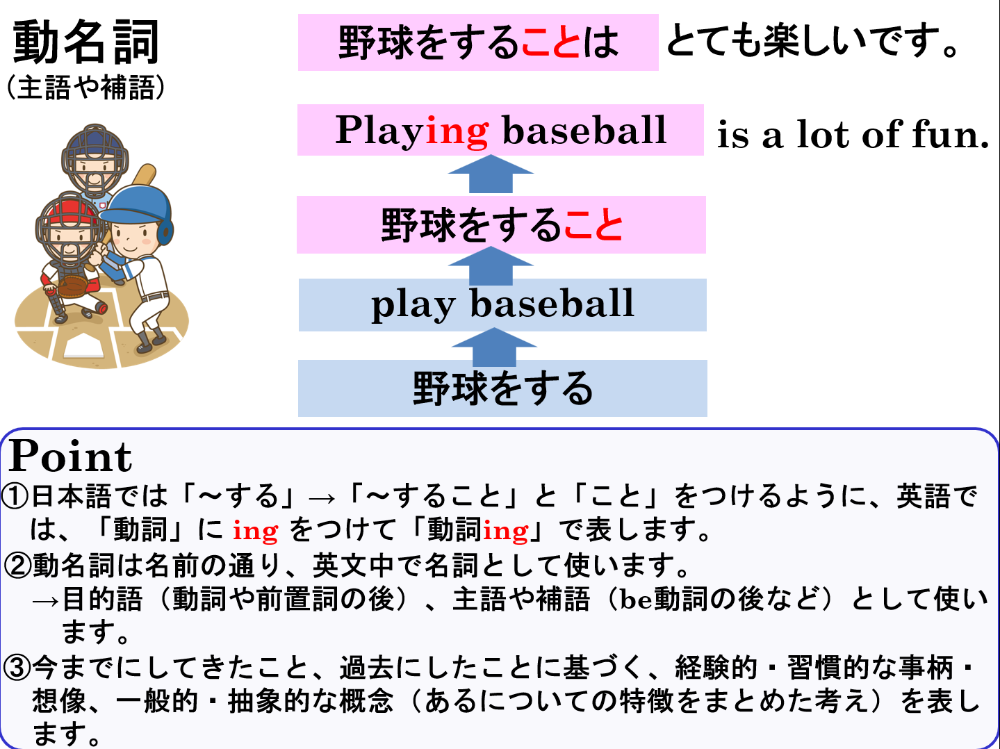 動名詞
(主語や補語)
野球をすることは とても楽しいです。
Playing baseball is a lot of fun.
野球をすること
play baseball
野球をする
Point
①日本語では「～する」→「～すること」と「こと」をつけるように、英語で
は、「動詞」に ing をつけて「動詞ing」で表します。
②動名詞は名前の通り、英文中で名詞として使います。
→目的語（動詞や前置詞の後）、主語や補語（be動詞の後など）として使い
ます。
③今までにしてきたこと、過去にしたことに基づく、経験的・習慣的な事柄・
想像、一般的・抽象的な概念（あるについての特徴をまとめた考え）を表し
ます。